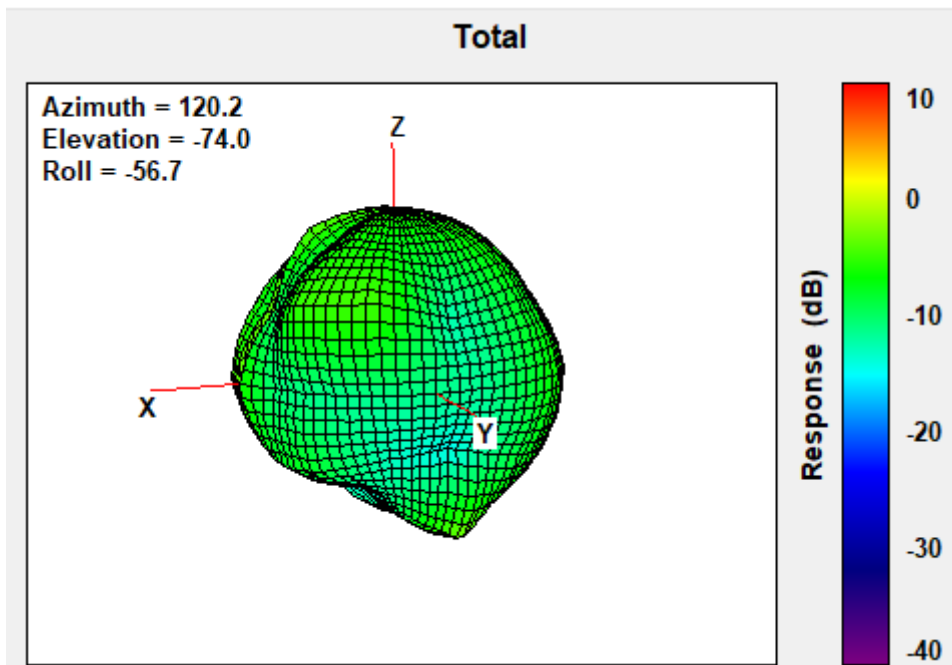 Total
Azimuth = 120.2
Elevation = -74.0
Roll = -56.7
Z
X
Y
10
0
-10
-20
-30
-40
Response (dB)